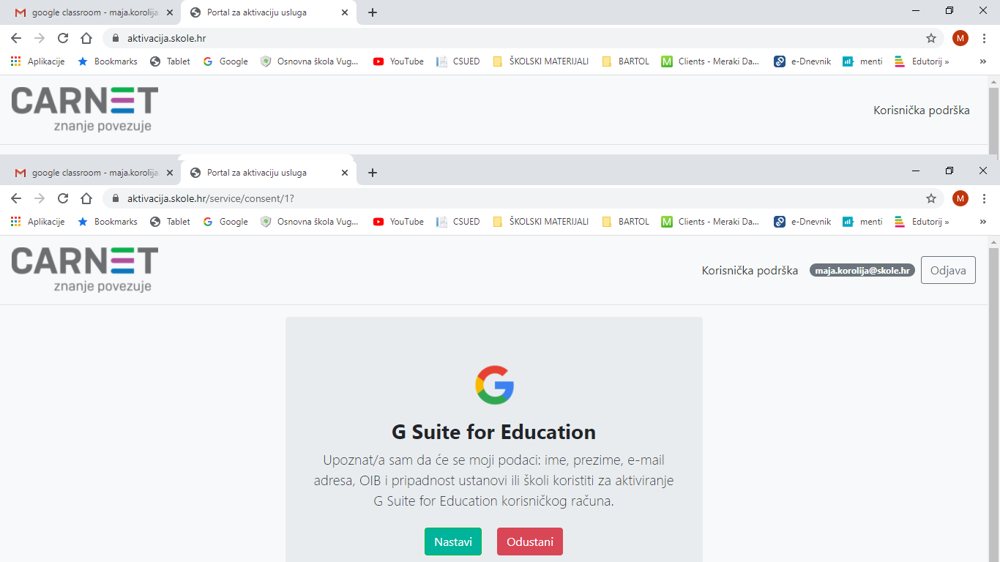 google classroom - maja.korolija
Portal za aktivaciju usluga
aktivacija.skole.hr
M
Aplikacije
Bookmarks
Tablet
Google
Osnovna škola Vug...
YouTube
CSUED
ŠKOLSKI MATERIJALI
BARTOL
Clients - Meraki Da...
e-Dnevnik
menti
Edutorij »
»
CARNET
znanje povezuje
Korisnička podrška
google classroom - maja.korolija
Portal za aktivaciju usluga
aktivacija.skole.hr/service/consent/1?
M
Aplikacije
Bookmarks
Tablet
Google
Osnovna škola Vug...
YouTube
CSUED
ŠKOLSKI MATERIJALI
BARTOL
Clients - Meraki Da...
e-Dnevnik
menti
Edutorij »
»
CARNET
znanje povezuje
Korisnička podrška
maja.korolija@skole.hr
Odjava
G Suite for Education
Upoznat/a sam da će se moji podaci: ime, prezime, e-mail
adresa, OIB i pripadnost ustanovi ili školi koristiti za aktiviranje
G Suite for Education korisničkog računa.
Nastavi
Odustani